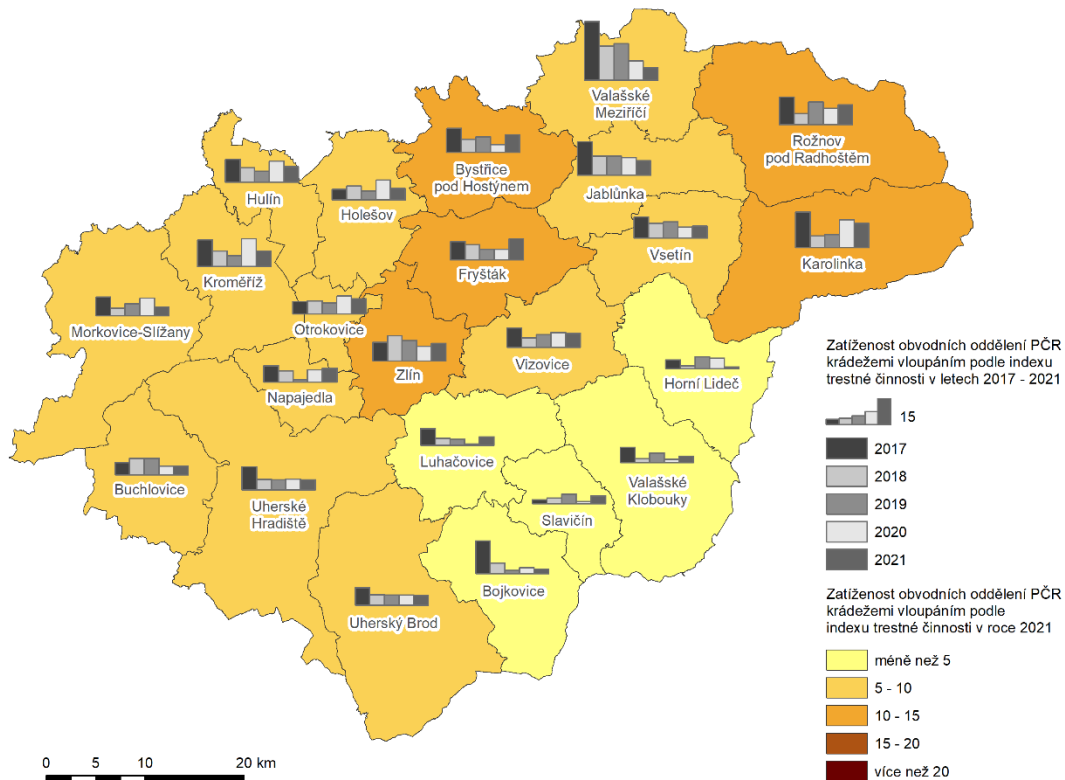 Valašské
Meziříčí
Rožnov
pod Radhoštěm
Bystřice
pod Hostýnem
Jablůnka
Hulín
Holešov
Vsetín
Karolinka
Fryšták
Kroměříž
Otrokovice
Morkovice-Slížany
Zlín
Vizovice
Horní Lideč
Napajedla
Luhačovice
Valašské
Klobouky
Buchlovice
Uherské
Hradiště
Slavičín
Bojkovice
Uherský Brod
Zatíženost obvodních oddělení PČR
krádežemi vloupáním podle indexu
trestné činnosti v letech 2017 - 2021
15
2017
2018
2019
2020
2021
Zatíženost obvodních oddělení PČR
krádežemi vloupáním podle
indexu trestné činnosti v roce 2021
méně než 5
5 - 10
10 - 15
15 - 20
více než 20
0 5 10 20 km